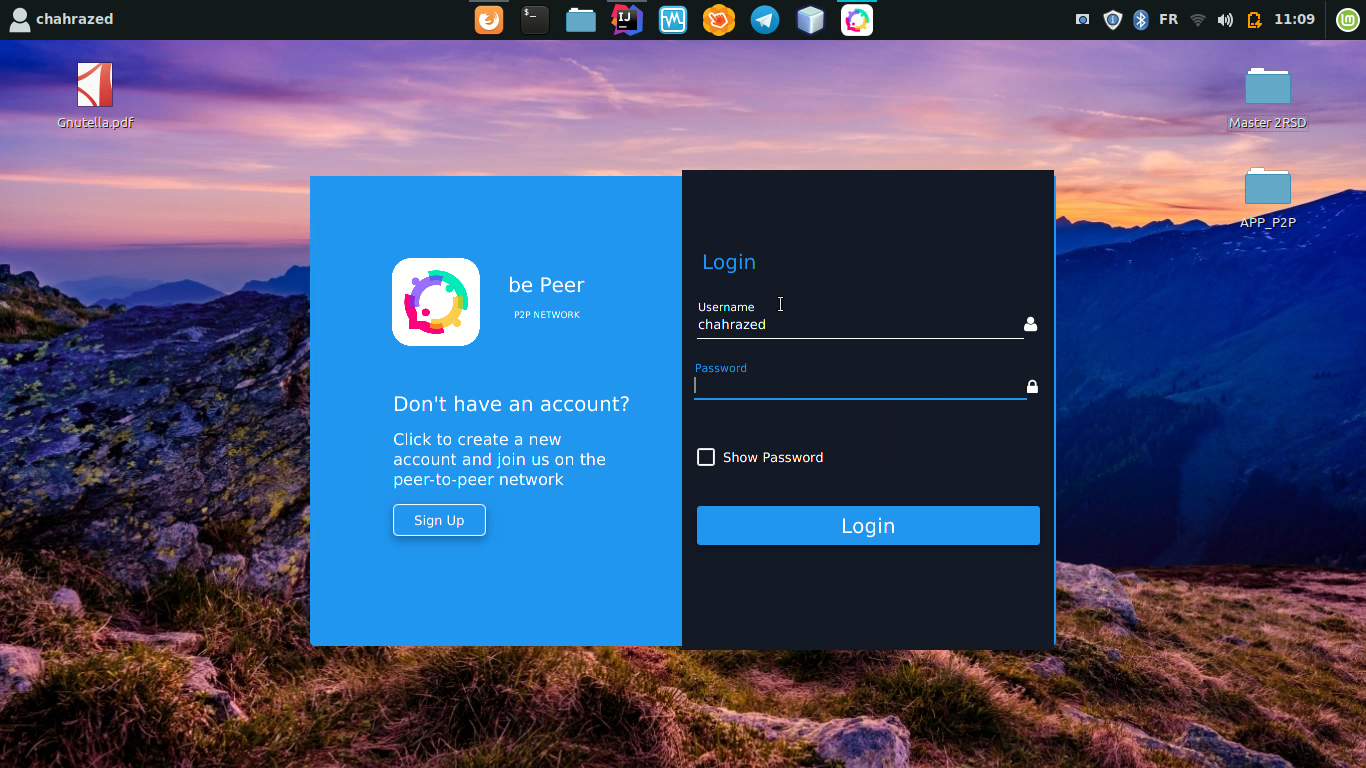 chahrazed
$_
IJ
FR
11:09
Gnutella.pdf
Master 2RSD
APP_P2P
be Peer
P2P NETWORK
Don't have an account?
Click to create a new
account and join us on the
peer-to-peer network
Sign Up
Login
Username
chahrazed
Password
Show Password
Login